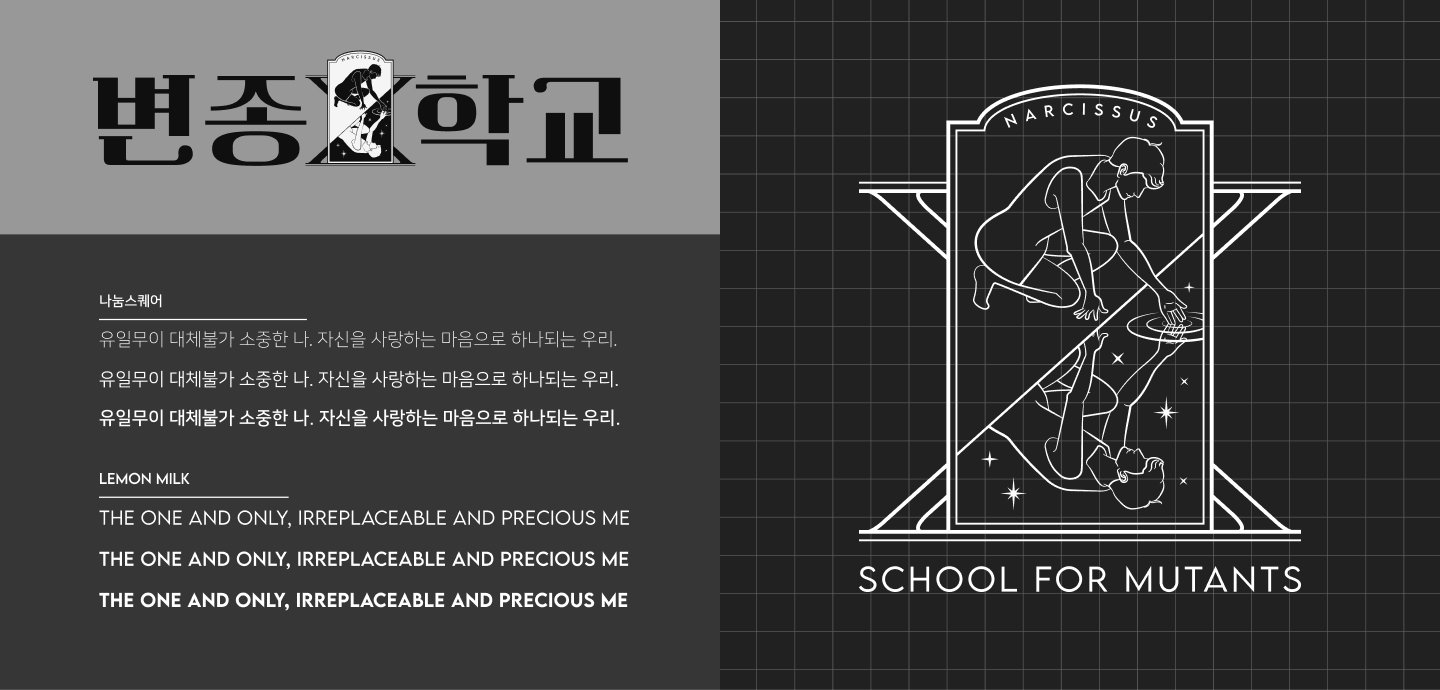 변종X학교
NARCISSUS
나눔스퀘어
유일무이 대체불가 소중한 나. 자신을 사랑하는 마음으로 하나되는 우리.
유일무이 대체불가 소중한 나. 자신을 사랑하는 마음으로 하나되는 우리.
유일무이 대체불가 소중한 나. 자신을 사랑하는 마음으로 하나되는 우리.
LEMON MILK
THE ONE AND ONLY, IRREPLACEABLE AND PRECIOUS ME
THE ONE AND ONLY, IRREPLACEABLE AND PRECIOUS ME
THE ONE AND ONLY, IRREPLACEABLE AND PRECIOUS ME
NARCISSUS
SCHOOL FOR MUTANTS